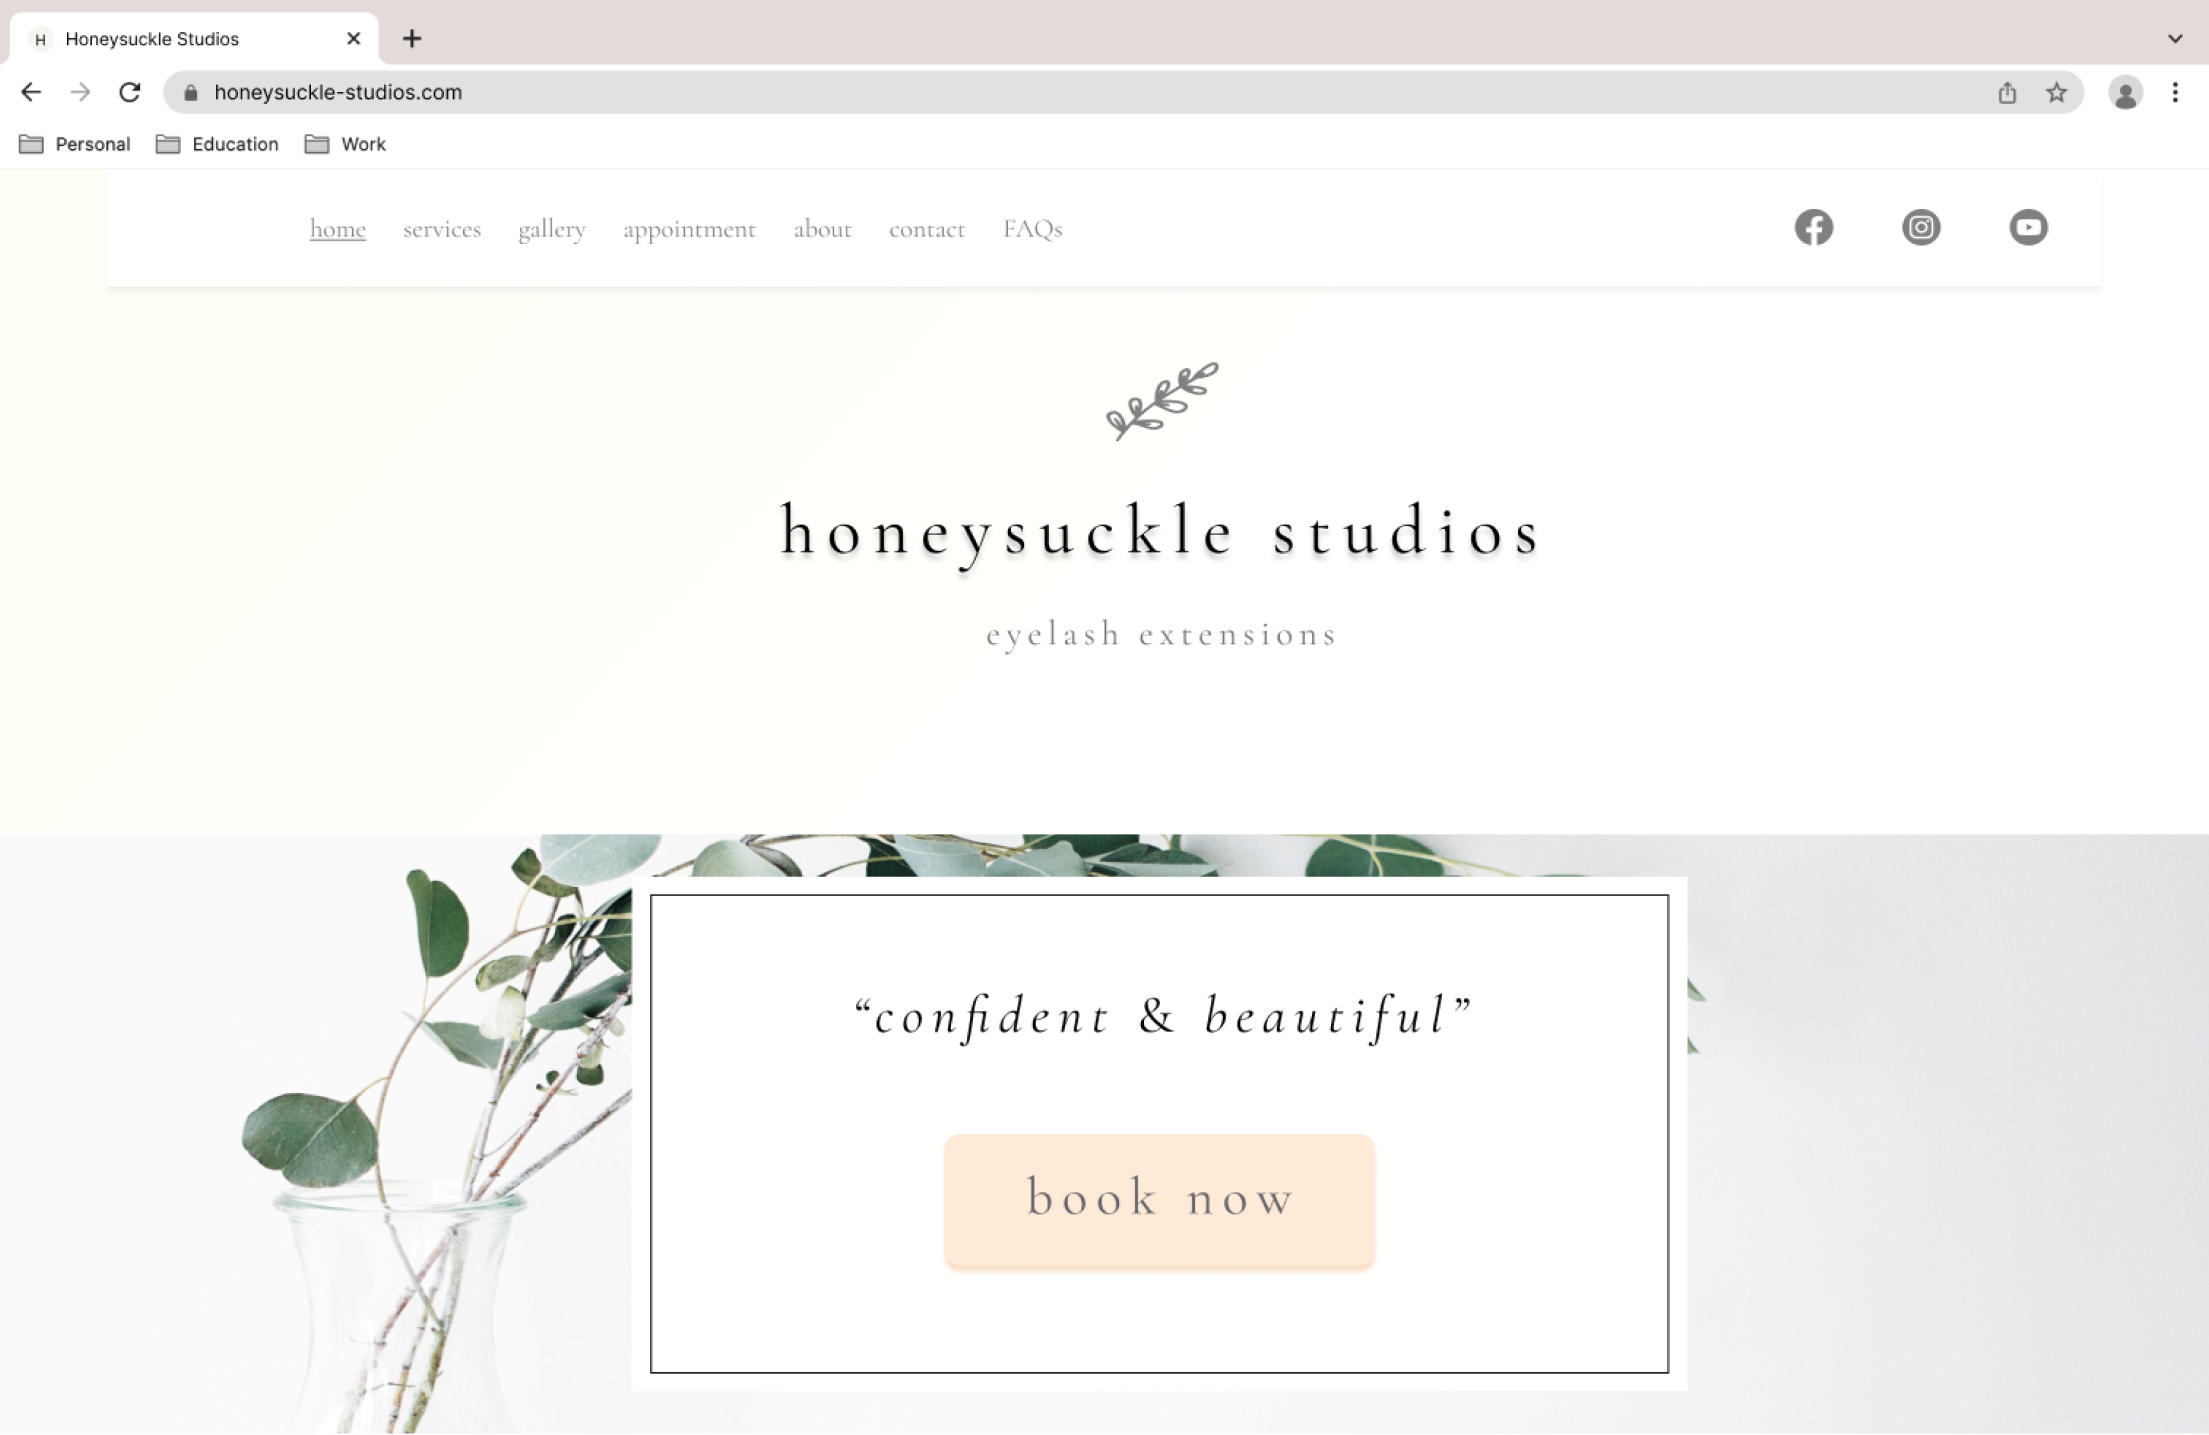 H Honeysuckle Studios
honeysuckle-studios.com
Personal Education Work
home services gallery appointment about contact FAQs
honeysuckle studios
eyelash extensions
“confident & beautiful”
book now